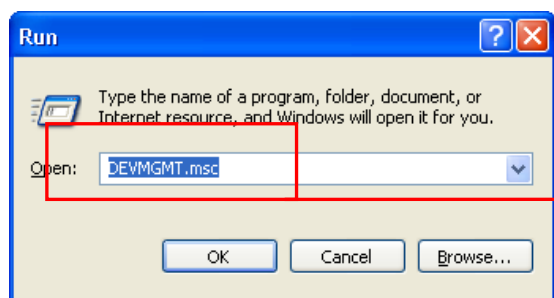 Run
Type the name of a program, folder, document, or
Internet resource, and Windows will open it for you.
Open: DEVMGMT.msc
OK Cancel Browse...